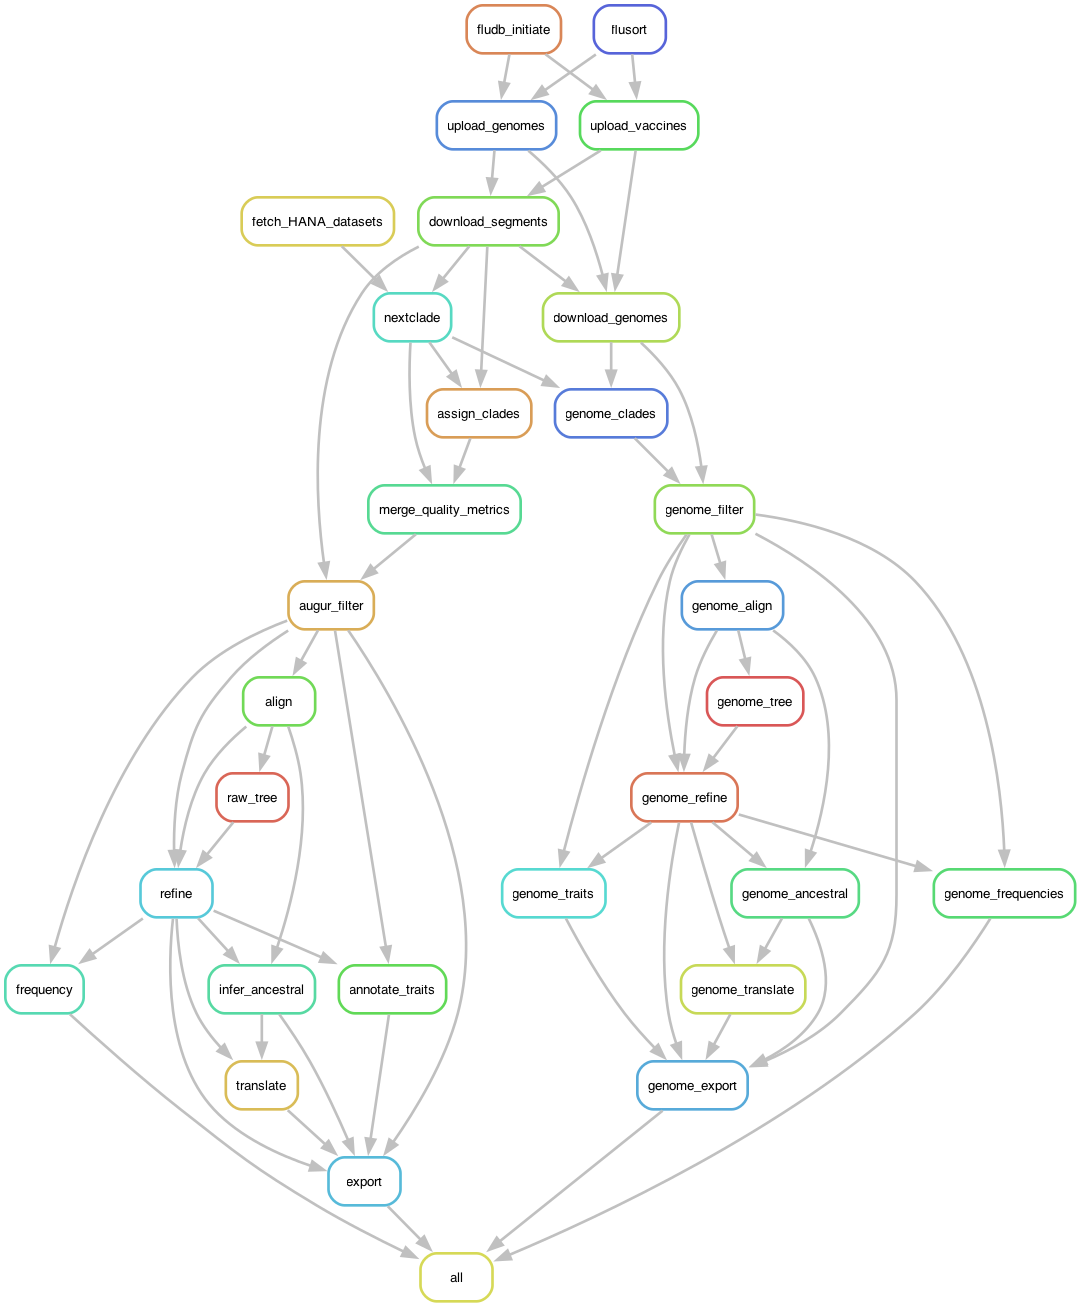 fludb_initiate
flusort
upload_genomes
upload_vaccines
fetch_HANA_datasets
download_segments
nextclade
download_genomes
assign_clades
genome_clades
merge_quality_metrics
genome_filter
augur_filter
genome_align
align
genome_tree
raw_tree
genome_refine
refine
genome_traits
genome_ancestral
genome_frequencies
frequency
infer_ancestral
annotate_traits
genome_translate
translate
genome_export
export
all